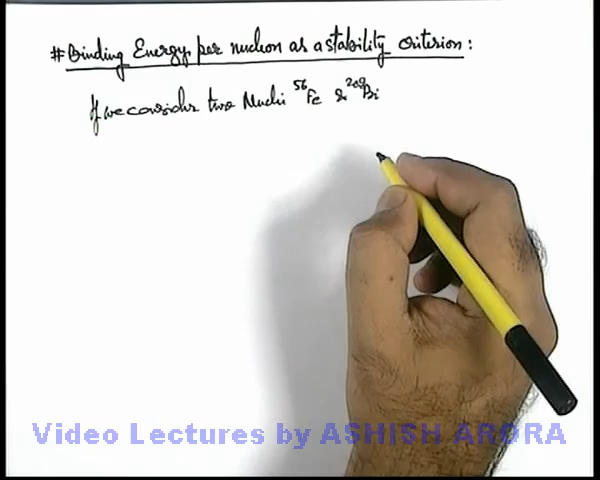 # Binding Energy per nucleon as a stability criterion :
If we consider two Nuclei ⁵⁶Fe & ²⁰⁹Bi
Video Lectures by ASHISH ARORA